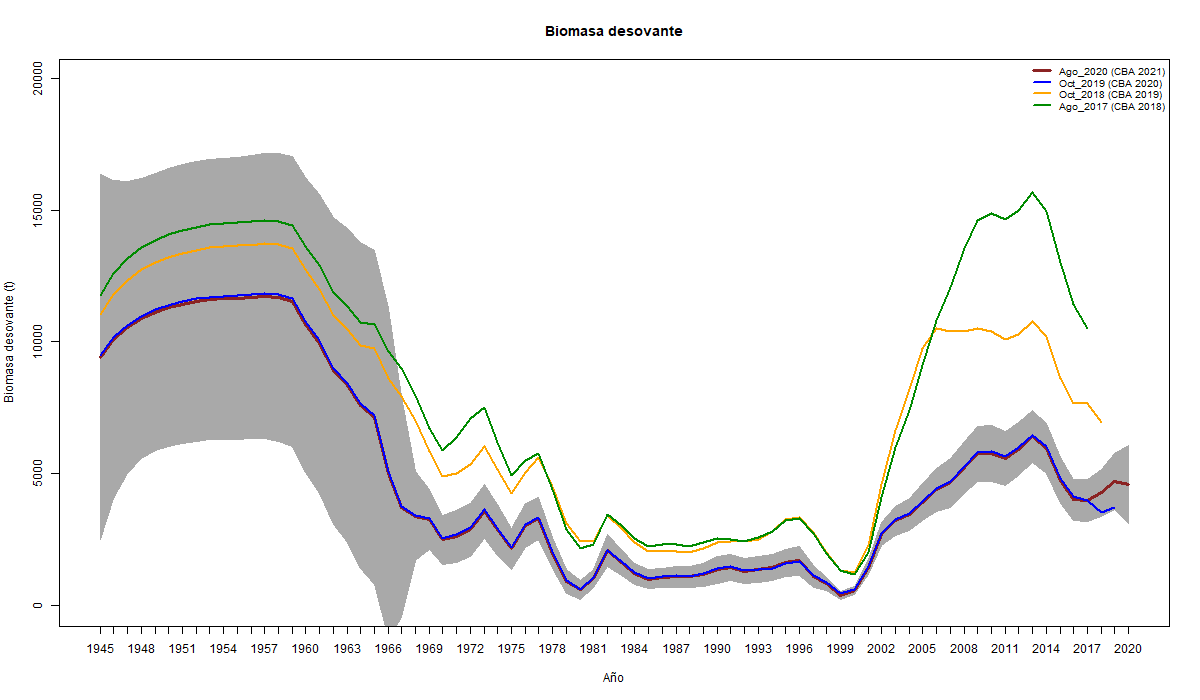 Biomasa desovante
Ago_2020 (CBA 2021)
Oct_2019 (CBA 2020)
Oct_2018 (CBA 2019)
Ago_2017 (CBA 2018)
Biomasa desovante (t)
20000
15000
10000
5000
0
1945 1948 1951 1954 1957 1960 1963 1966 1969 1972 1975 1978 1981 1984 1987 1990 1993 1996 1999 2002 2005 2008 2011 2014 2017 2020
Año